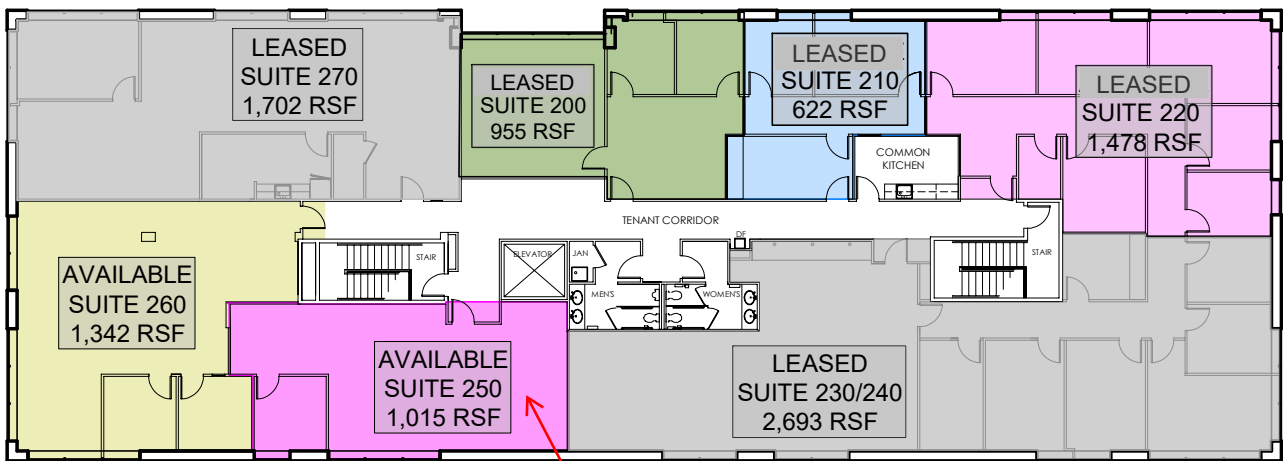 LEASED
SUITE 270
1,702 RSF
LEASED
SUITE 200
955 RSF
LEASED
SUITE 210
622 RSF
LEASED
SUITE 220
1,478 RSF
COMMON
KITCHEN
TENANT CORRIDOR
DF
STAIR
ELEVATOR
JAN
STAIR
MEN'S
WOMEN'S
AVAILABLE
SUITE 260
1,342 RSF
AVAILABLE
SUITE 250
1,015 RSF
LEASED
SUITE 230/240
2,693 RSF